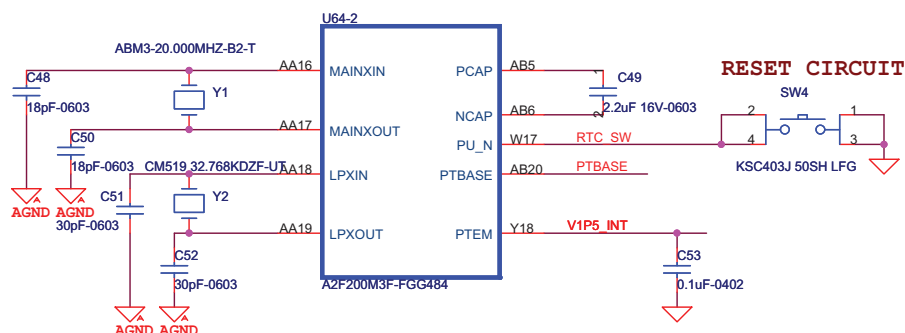 U64-2
ABM3-20.000MHZ-B2-T
C48
18pF-0603
Y1
AA16
MAINXIN
PCAP
AB5
1
C49
2.2uF 16V-0603
2
RESET CIRCUIT
SW4
C50
18pF-0603
AA17
MAINXOUT
NCAP
AB6
PU_N
W17
RTC_SW
2
4
1
3
KSC403J 50SH LFG
CM519 32.768KDZF-UT
AA18
LPXIN
PTBASE
AB20
PTBASE
C51
30pF-0603
Y2
AGND
AGND
AA19
LPXOUT
PTEM
Y18
V1P5_INT
C52
30pF-0603
C53
0.1uF-0402
A2F200M3F-FGG484
AGND
AGND